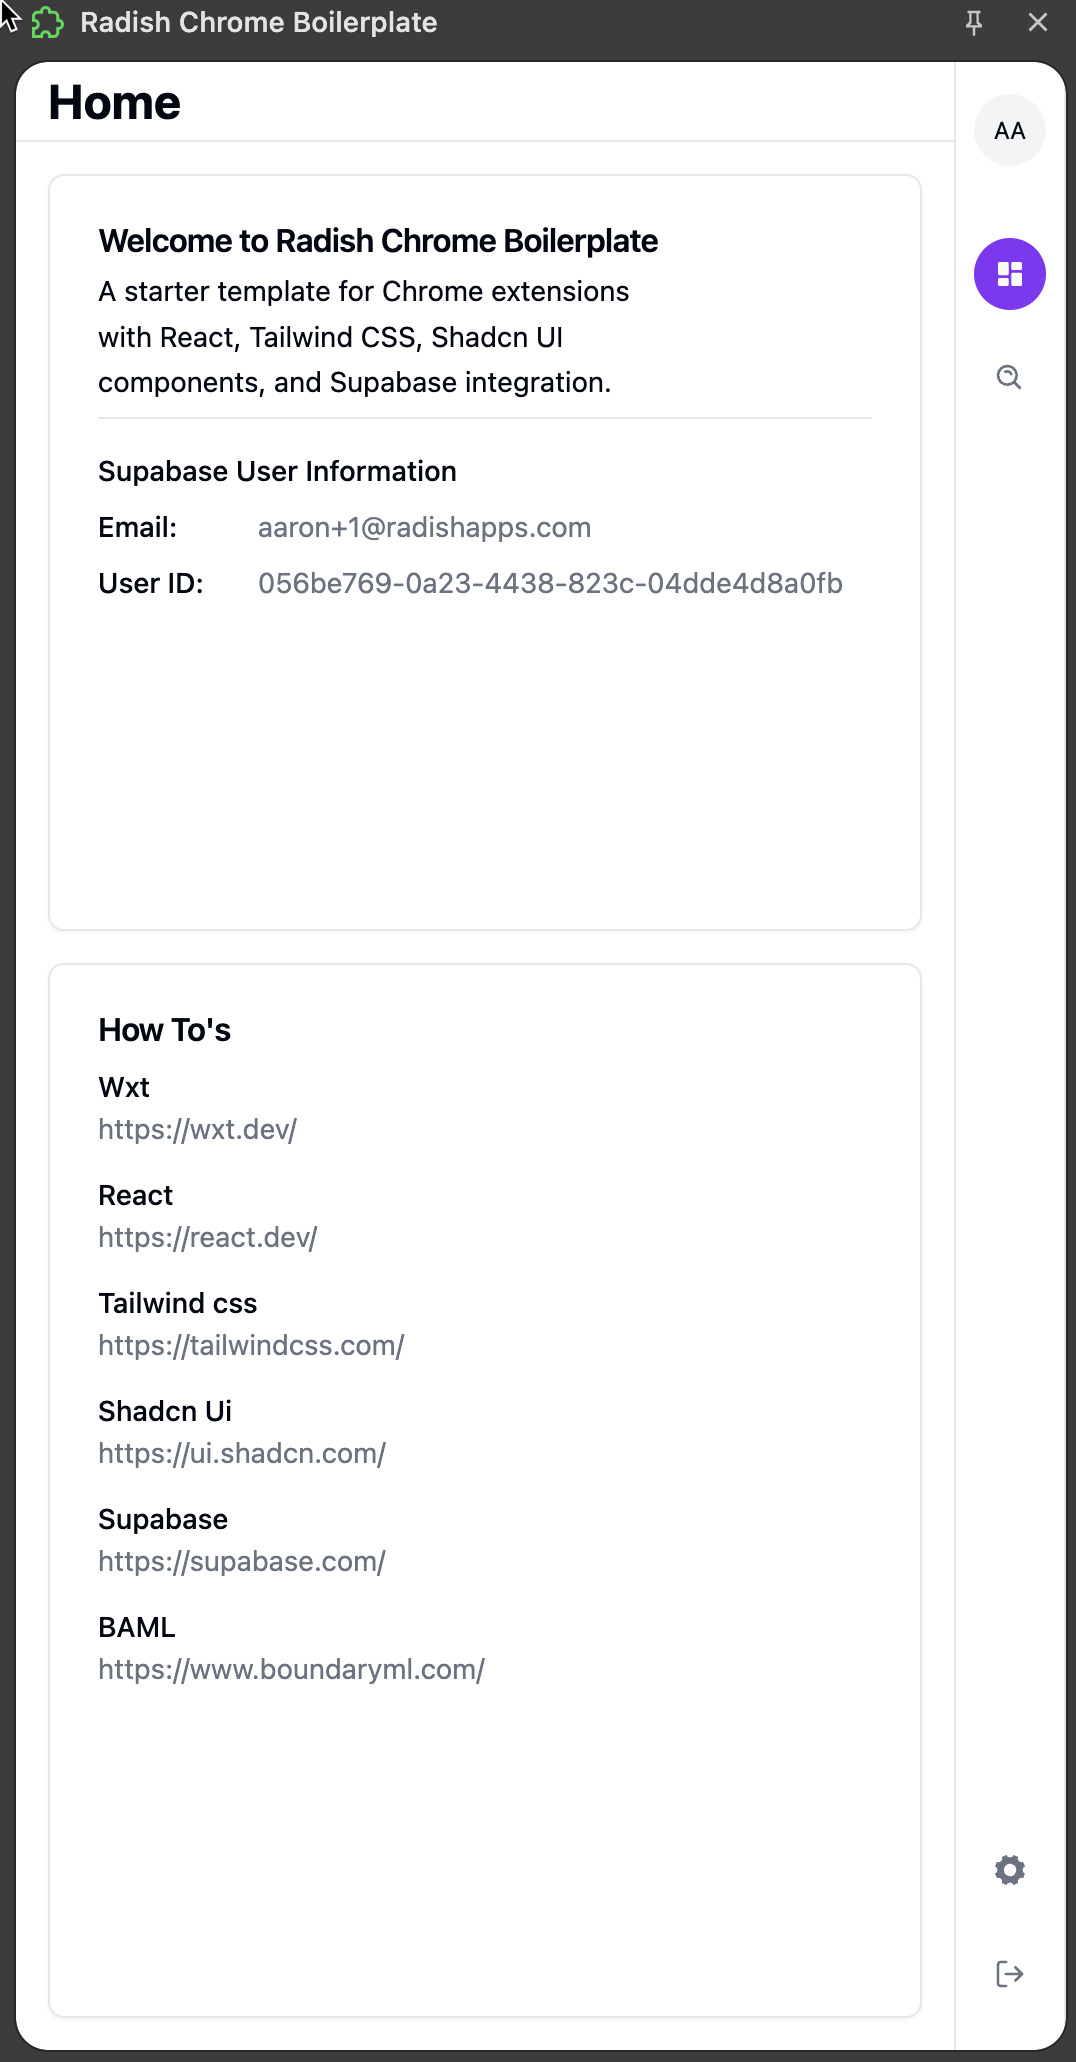 Radish Chrome Boilerplate
Home
AA
Welcome to Radish Chrome Boilerplate
A starter template for Chrome extensions
with React, Tailwind CSS, Shadcn UI
components, and Supabase integration.
Supabase User Information
Email: aaron+1@radishapps.com
User ID: 056be769-0a23-4438-823c-04dde4d8a0fb
How To's
Wxt
https://wxt.dev/
React
https://react.dev/
Tailwind css
https://tailwindcss.com/
Shadcn Ui
https://ui.shadcn.com/
Supabase
https://supabase.com/
BAML
https://www.boundaryml.com/